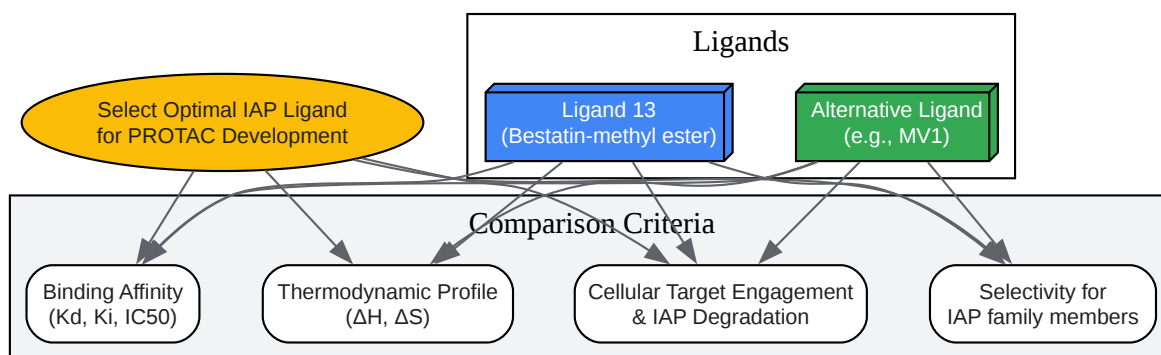 Ligands
Select Optimal IAP Ligand
for PROTAC Development
Ligand 13
(Bestatin-methyl ester)
Alternative Ligand
(e.g., MV1)
Comparison Criteria
Binding Affinity
(Kd, Ki, IC50)
Thermodynamic Profile
(ΔH, ΔS)
Cellular Target Engagement
& IAP Degradation
Selectivity for
IAP family members